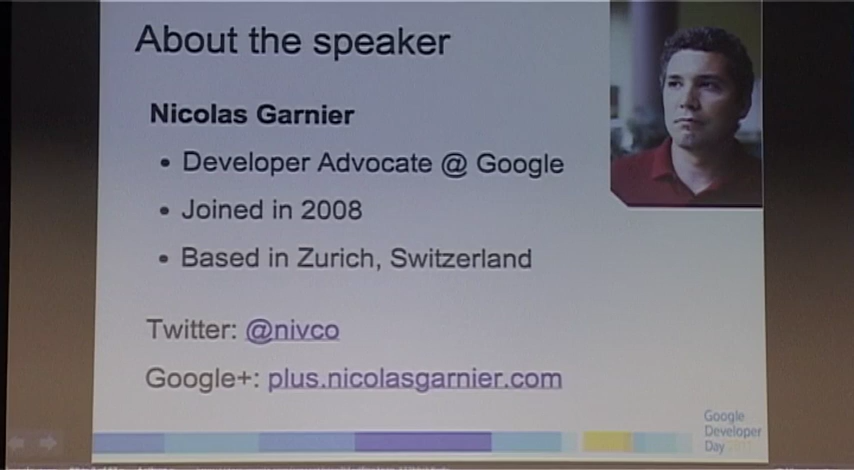 About the speaker
Nicolas Garnier
• Developer Advocate @ Google
• Joined in 2008
• Based in Zurich, Switzerland
Twitter: @nivco
Google+: plus.nicolasgarnier.com
Google
Developer
Day